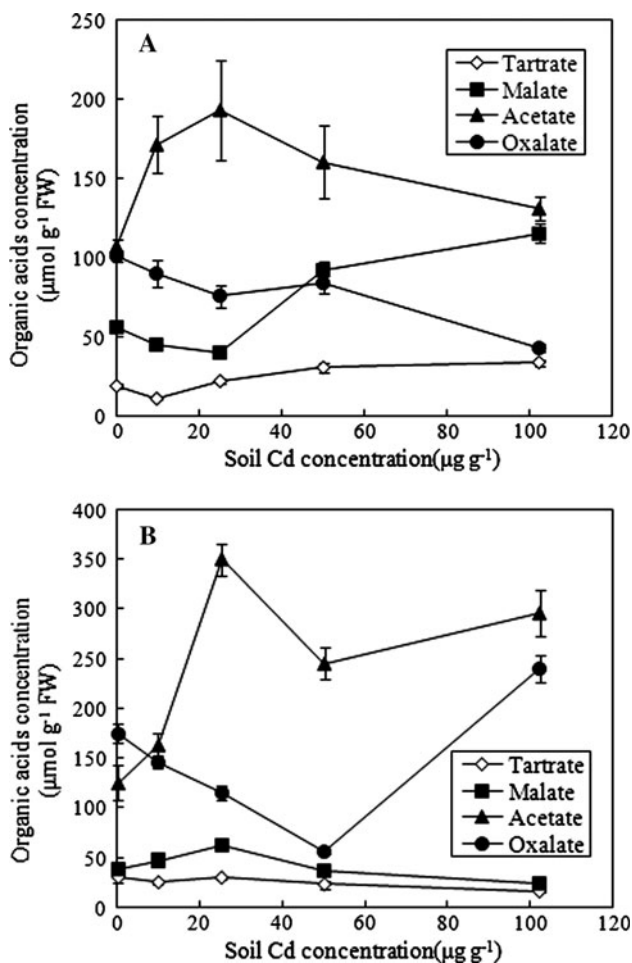 A
250
200
150
100
50
0
Organic acids concentration
(μmol g⁻¹ FW)
Tartrate
Malate
Acetate
Oxalate
0 20 40 60 80 100 120
Soil Cd concentration(μg g⁻¹)
B
400
350
300
250
200
150
100
50
0
Organic acids concentration
(μmol g⁻¹ FW)
Tartrate
Malate
Acetate
Oxalate
0 20 40 60 80 100 120
Soil Cd concentration(μg g⁻¹)